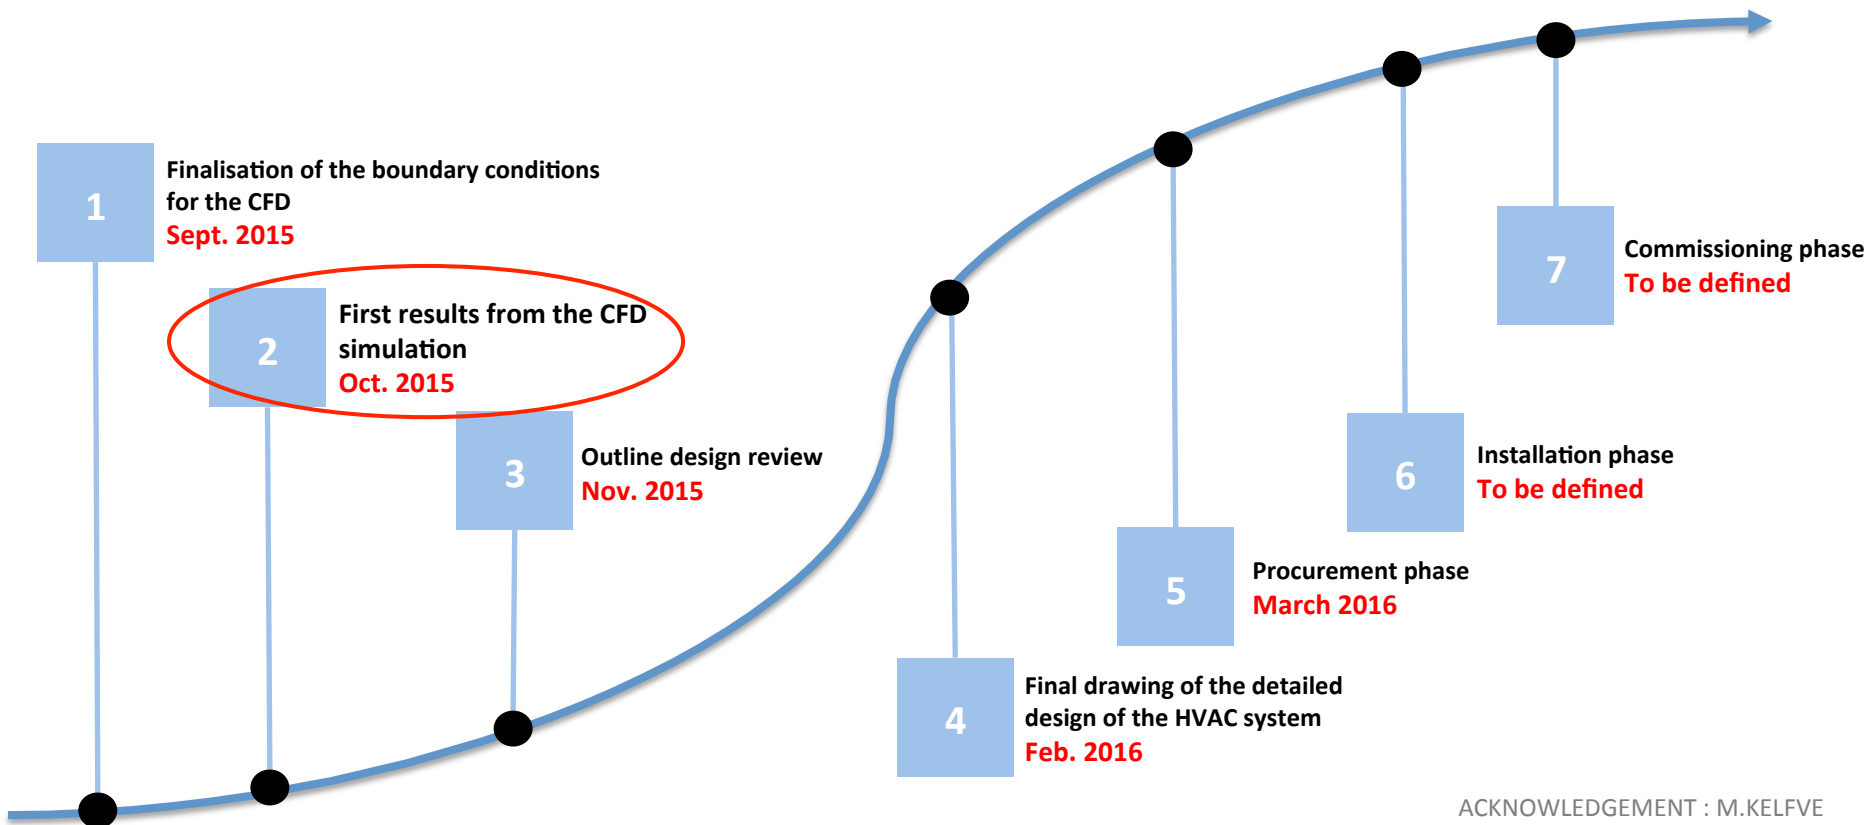 1
Finalisation of the boundary conditions
for the CFD
Sept. 2015
2
First results from the CFD
simulation
Oct. 2015
3
Outline design review
Nov. 2015
4
Final drawing of the detailed
design of the HVAC system
Feb. 2016
5
Procurement phase
March 2016
6
Installation phase
To be defined
7
Commissioning phase
To be defined
ACKNOWLEDGEMENT : M.KELFVE